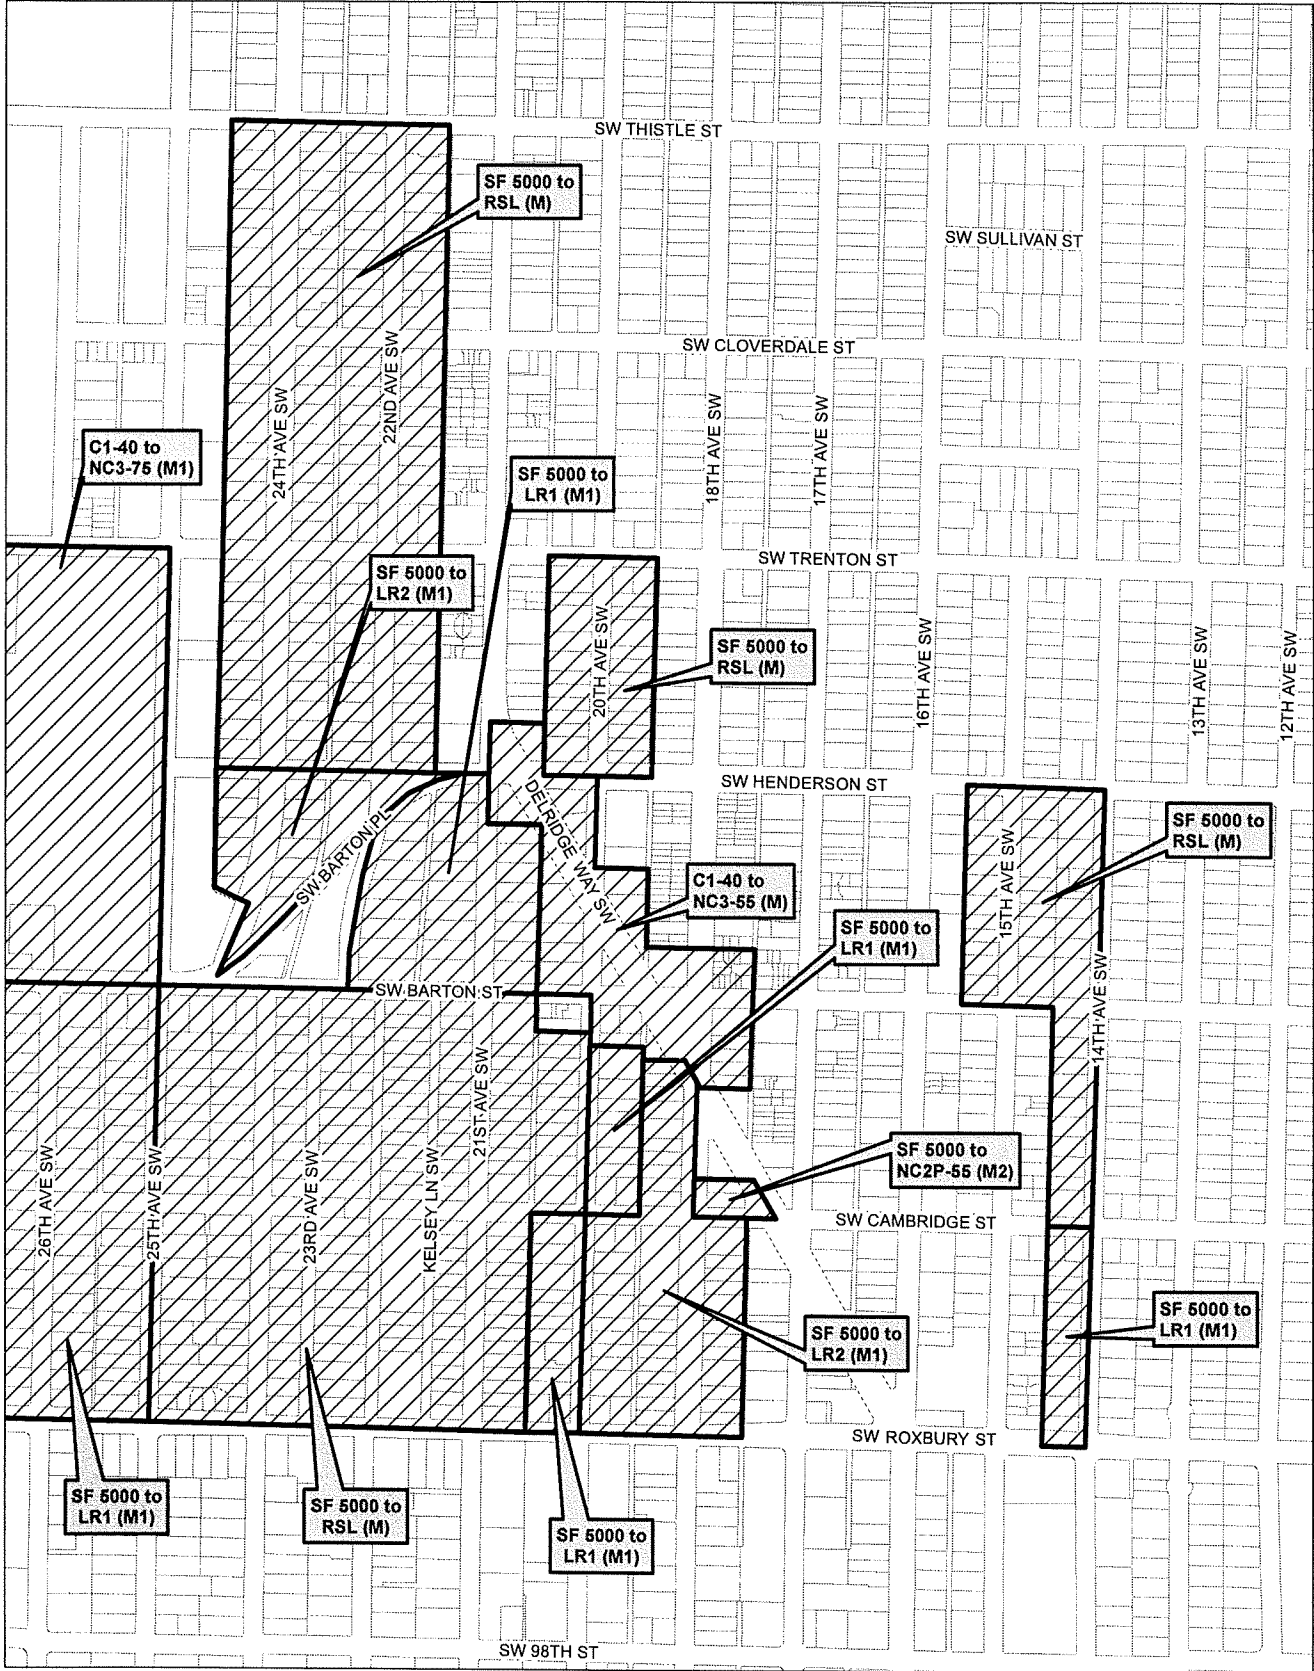 SW THISTLE ST
SF 5000 to
RSL (M)
SW SULLIVAN ST
SW CLOVERDALE ST
22ND AVE SW
24TH AVE SW
18TH AVE SW
17TH AVE SW
C1-40 to
NC3-75 (M1)
SF 5000 to
LR1 (M1)
SW TRENTON ST
SF 5000 to
LR2 (M1)
20TH AVE SW
SF 5000 to
RSL (M)
16TH AVE SW
13TH AVE SW
12TH AVE SW
SW HENDERSON ST
DELRIDGE WAY SW
SW BARTON PL
SF 5000 to
RSL (M)
15TH AVE SW
C1-40 to
NC3-55 (M)
SF 5000 to
LR1 (M1)
14TH AVE SW
SW BARTON ST
21ST AVE SW
SF 5000 to
NC2P-55 (M2)
26TH AVE SW
25TH AVE SW
23RD AVE SW
KELSEY LN SW
SW CAMBRIDGE ST
SF 5000 to
LR1 (M1)
SF 5000 to
LR2 (M1)
SW ROXBURY ST
SF 5000 to
LR1 (M1)
SF 5000 to
RSL (M)
SF 5000 to
LR1 (M1)
SW 98TH ST